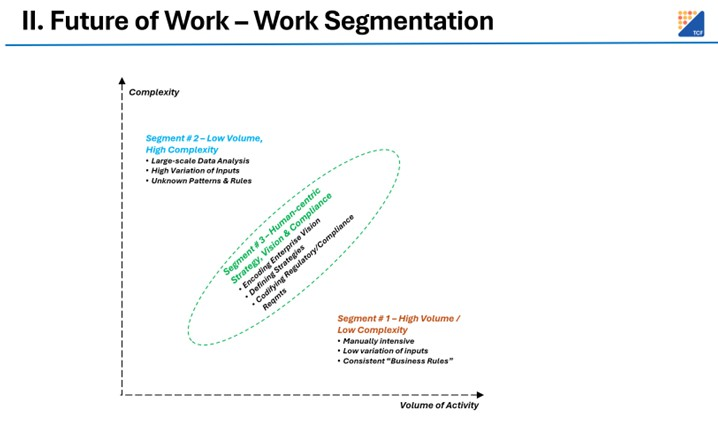 II. Future of Work – Work Segmentation
TCF
Complexity
Segment # 2 – Low Volume,
High Complexity
• Large-scale Data Analysis
• High Variation of Inputs
• Unknown Patterns & Rules
Segment # 3 – Human-centric
Strategy, Vision & Compliance
• Encoding Enterprise Vision
• Defining Strategies
• Codifying Regulatory/Compliance
Reqmts
Segment # 1 – High Volume /
Low Complexity
• Manually intensive
• Low variation of inputs
• Consistent “Business Rules”
Volume of Activity